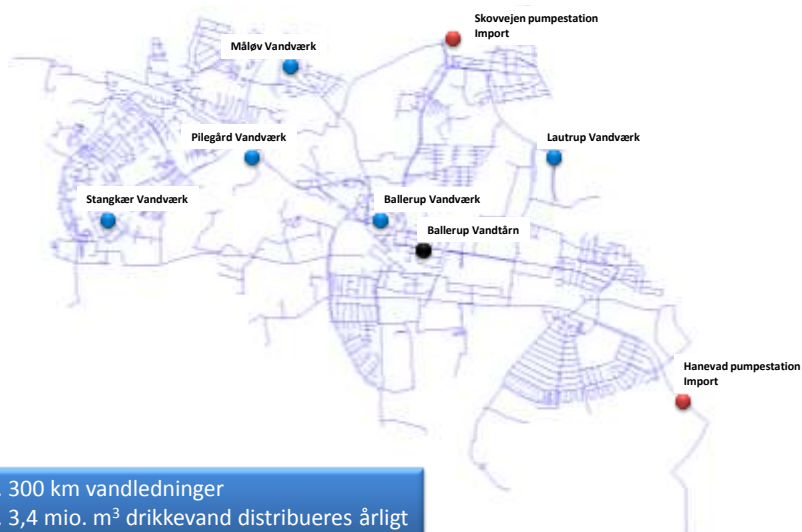 Skovvejen pumpestation
Import
Måløv Vandværk
Pilegård Vandværk
Lautrup Vandværk
Stangkær Vandværk
Ballerup Vandværk
Ballerup Vandtårn
Hanevad pumpestation
Import
. 300 km vandledninger
. 3,4 mio. m³ drikkevand distribueres årligt